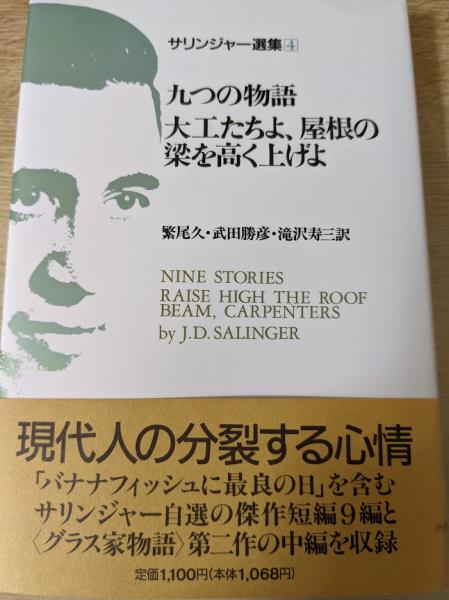 サリンジャー選集4
九つの物語
大工たちよ、屋根の
梁を高く上げよ
繁尾久・武田勝彦・滝沢寿三訳
NINE STORIES
RAISE HIGH THE ROOF
BEAM, CARPENTERS
by J.D. SALINGER
現代人の分裂する心情
「バナナフィッシュに最良の日」を含む
サリンジャー自選の傑作短編9編と
〈グラス家物語〉第二作の中編を収録
定価1,100円(本体1,068円)